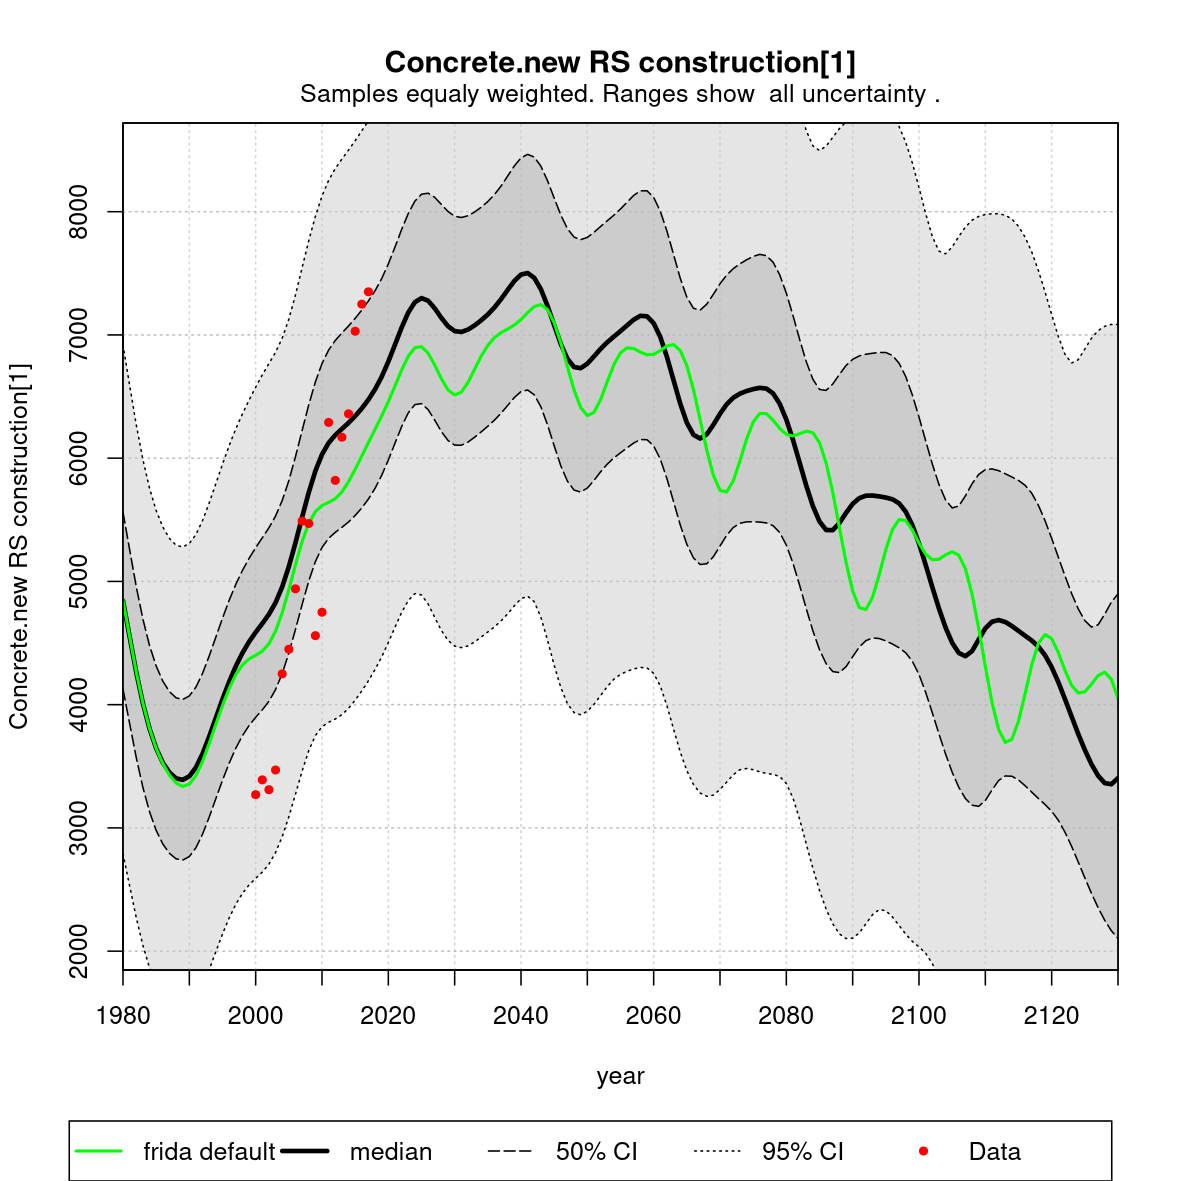 Concrete.new RS construction[1]
Samples equaly weighted. Ranges show  all uncertainty .
Concrete.new RS construction[1]
8000
7000
6000
5000
4000
3000
2000
1980 2000 2020 2040 2060 2080 2100 2120
year
frida default median 50% CI 95% CI Data